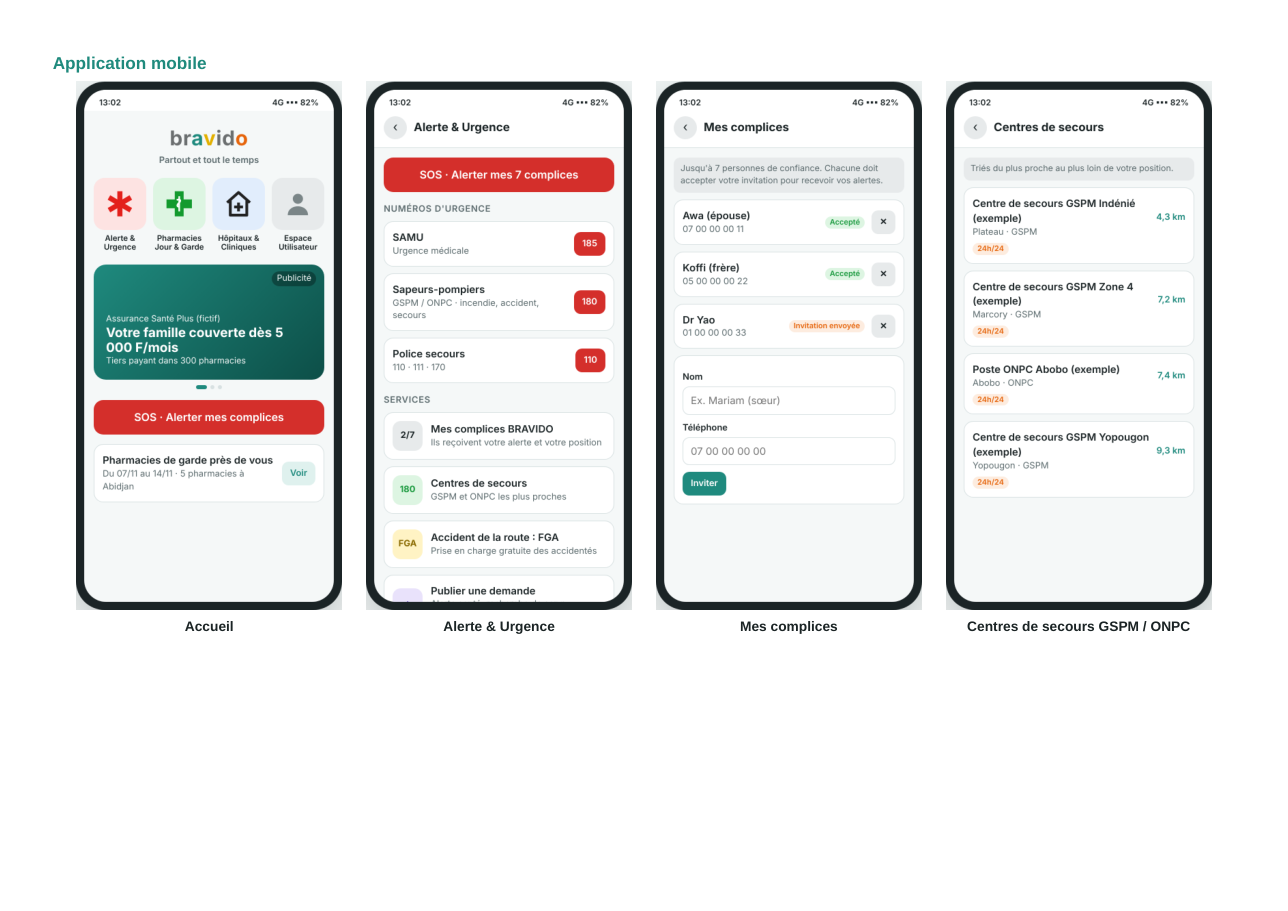 Application mobile
13:02
4G ••• 82%
bravido
Partout et tout le temps
Alerte &
Urgence
Pharmacies
Jour & Garde
Hôpitaux &
Cliniques
Espace
Utilisateur
Publicité
Assurance Santé Plus (fictif)
Votre famille couverte dès 5
000 F/mois
Tiers payant dans 300 pharmacies
SOS · Alerter mes complices
Pharmacies de garde près de vous
Du 07/11 au 14/11 · 5 pharmacies à
Abidjan
Voir
Accueil
13:02
4G ••• 82%
‹
Alerte & Urgence
SOS · Alerter mes 7 complices
NUMÉROS D'URGENCE
SAMU
Urgence médicale
185
Sapeurs-pompiers
GSPM / ONPC · incendie, accident,
secours
180
Police secours
110 · 111 · 170
110
SERVICES
2/7
Mes complices BRAVIDO
Ils reçoivent votre alerte et votre position
180
Centres de secours
GSPM et ONPC les plus proches
FGA
Accident de la route : FGA
Prise en charge gratuite des accidentés
Publier une demande
Alerte & Urgence
13:02
4G ••• 82%
‹
Mes complices
Jusqu'à 7 personnes de confiance. Chacune doit
accepter votre invitation pour recevoir vos alertes.
Awa (épouse)
07 00 00 00 11
Accepté
×
Koffi (frère)
05 00 00 00 22
Accepté
×
Dr Yao
01 00 00 00 33
Invitation envoyée
×
Nom
Ex. Mariam (sœur)
Téléphone
07 00 00 00 00
Inviter
Mes complices
13:02
4G ••• 82%
‹
Centres de secours
Triés du plus proche au plus loin de votre position.
Centre de secours GSPM Indénié
(exemple)
Plateau · GSPM
24h/24
4,3 km
Centre de secours GSPM Zone 4
(exemple)
Marcory · GSPM
24h/24
7,2 km
Poste ONPC Abobo (exemple)
Abobo · ONPC
24h/24
7,4 km
Centre de secours GSPM Yopougon
(exemple)
Yopougon · GSPM
24h/24
9,3 km
Centres de secours GSPM / ONPC